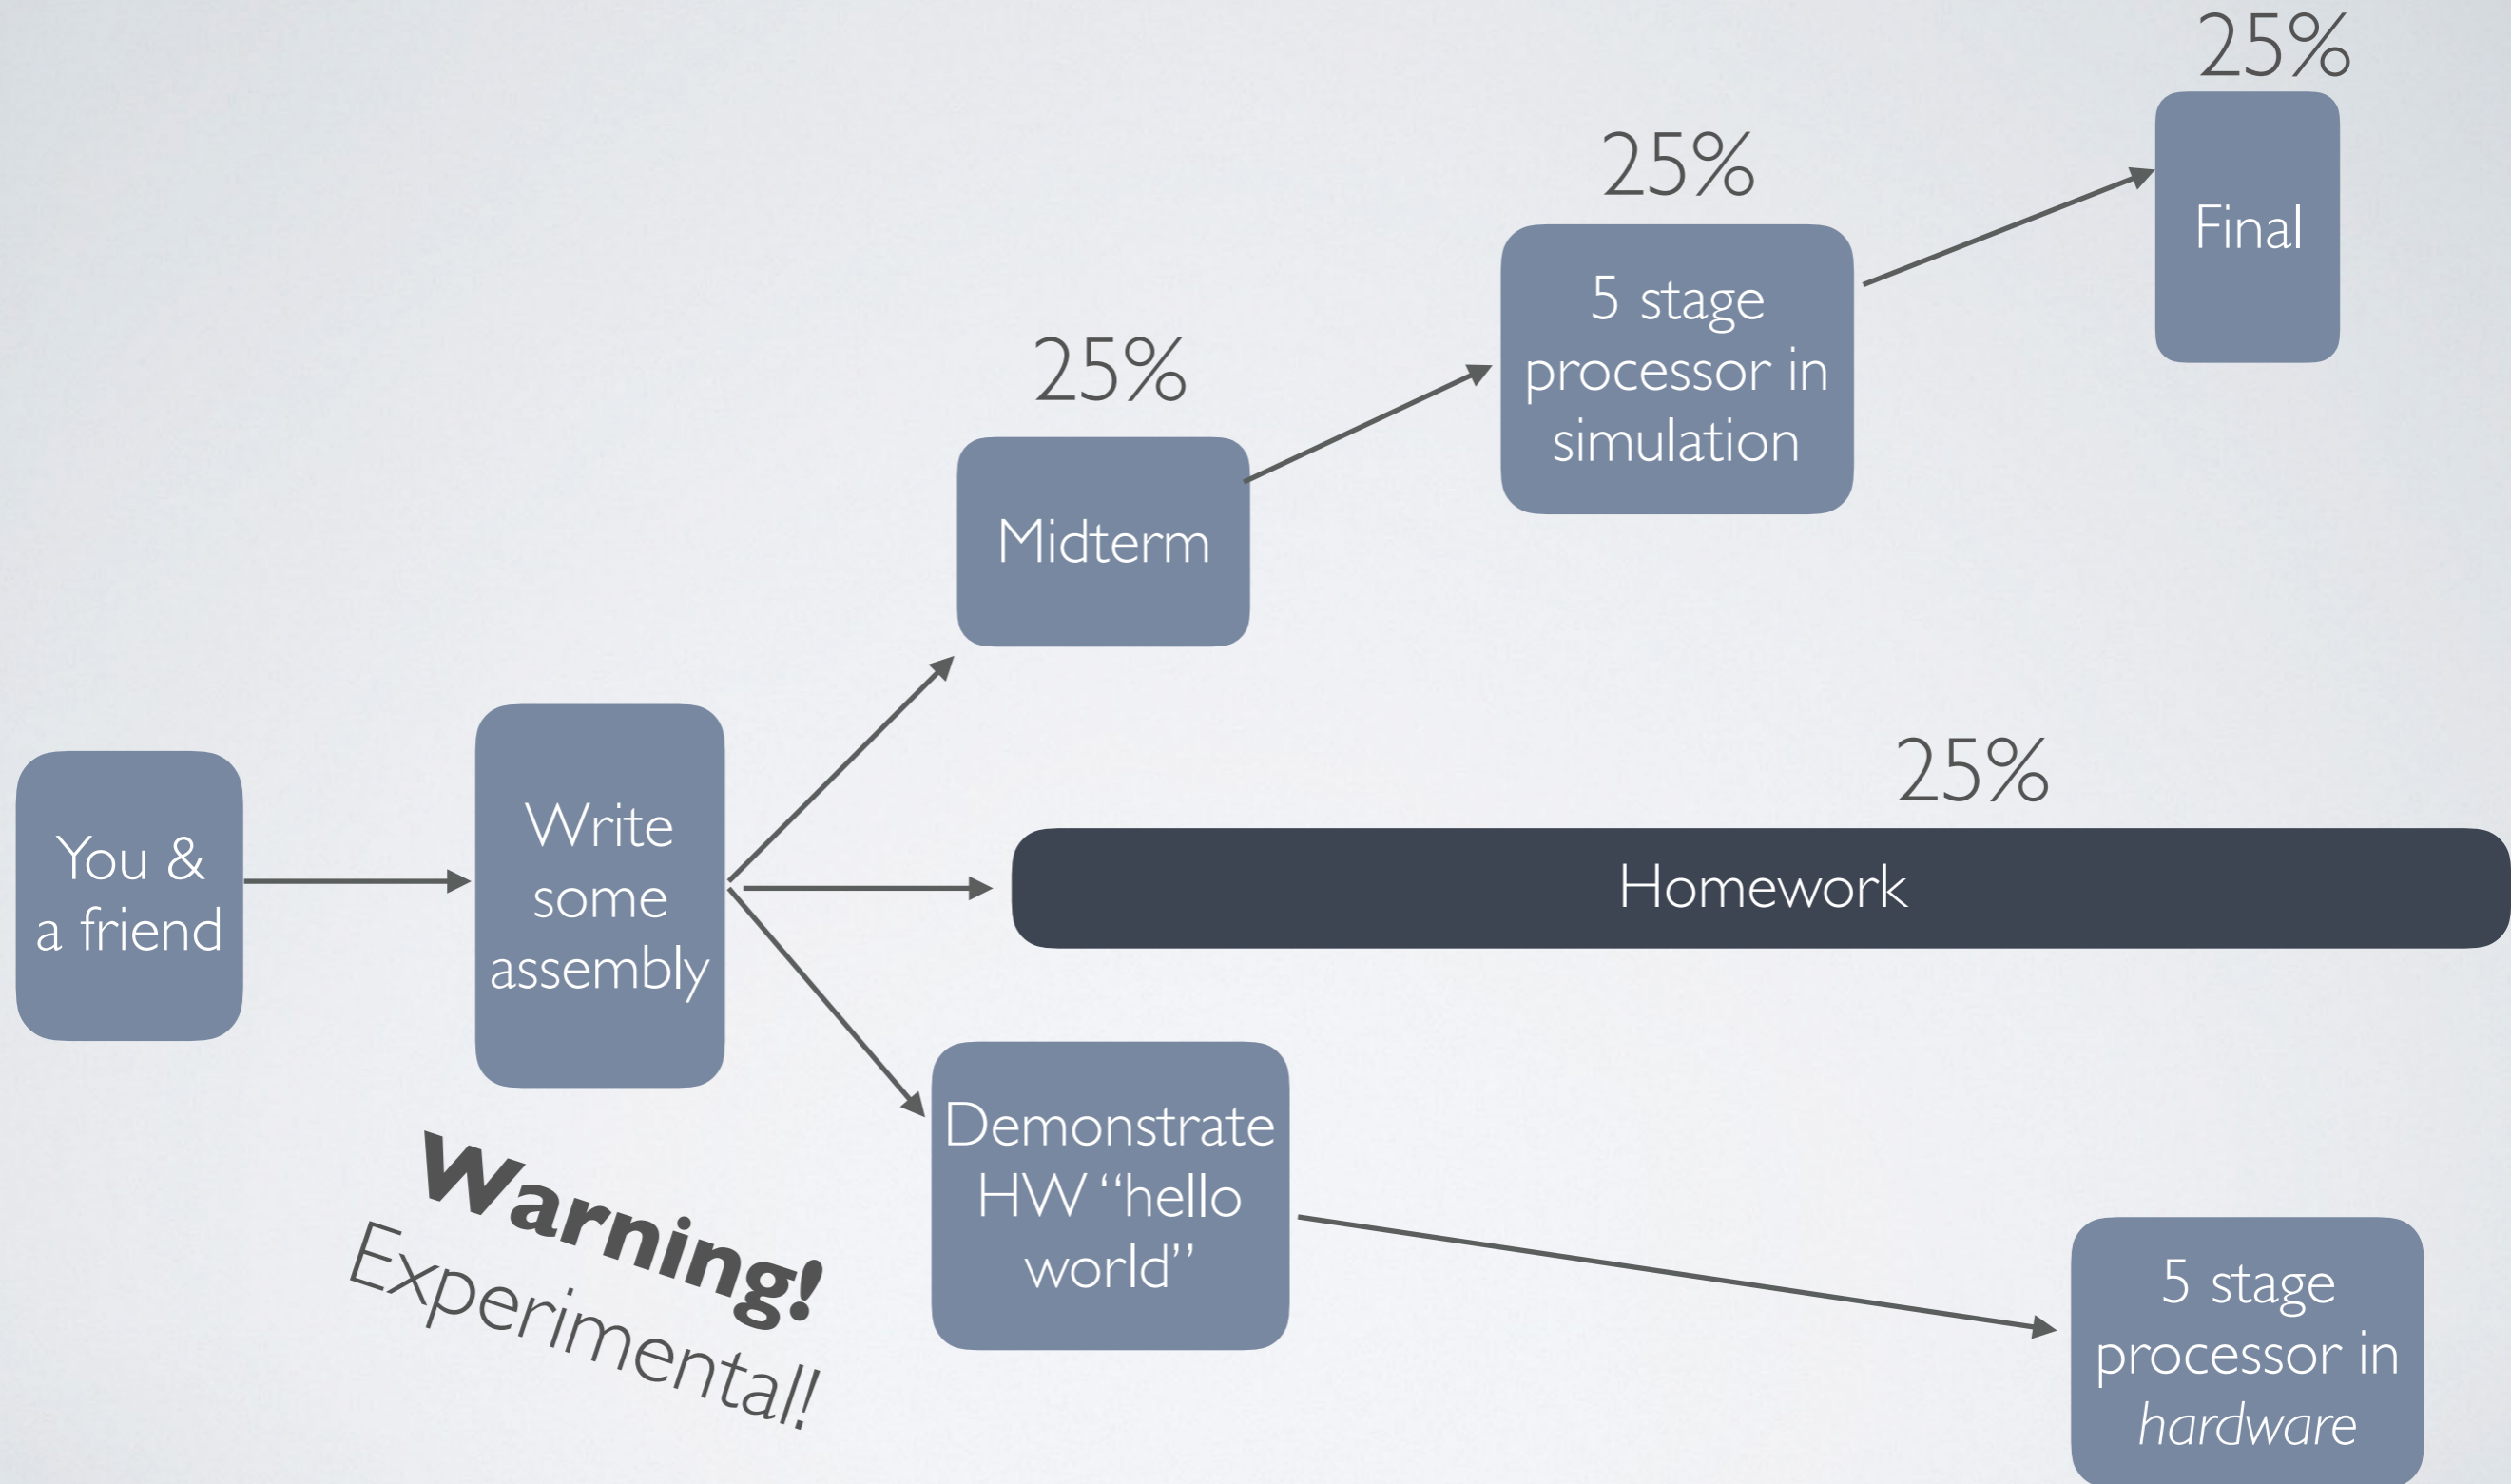 25%
Final
25%
5 stage
processor in
simulation
25%
Midterm
25%
Homework
You &
a friend
Write
some
assembly
Demonstrate
HW “hello
world”
Warning!
Experimental!
5 stage
processor in
hardware